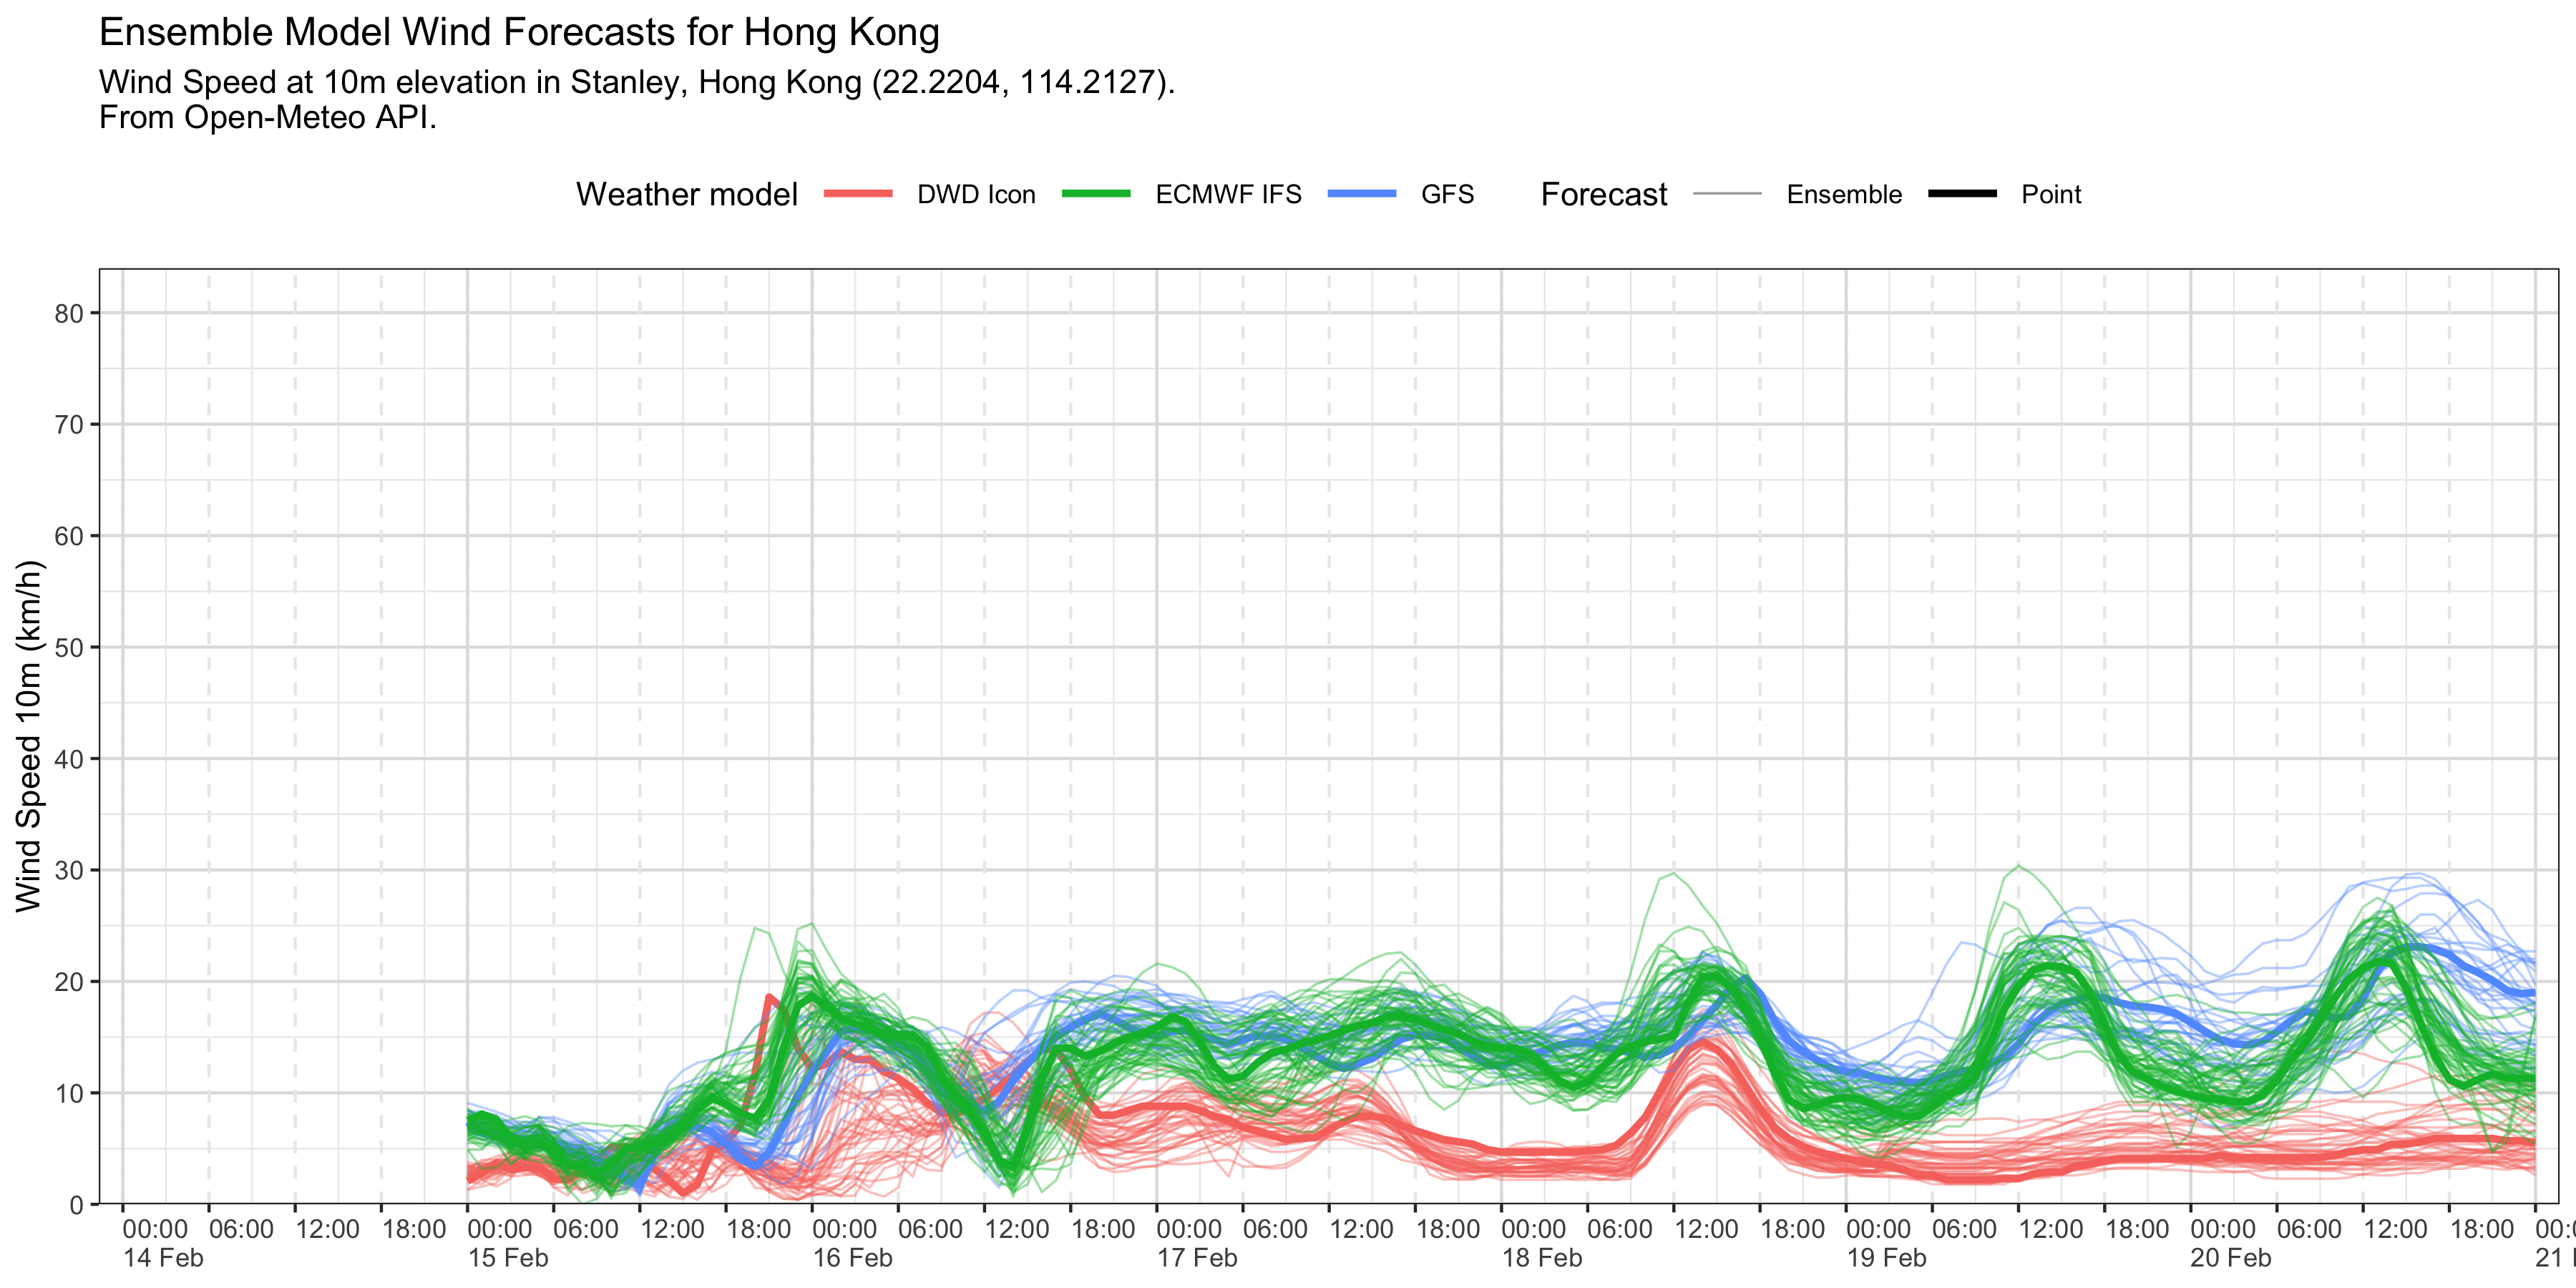 Ensemble Model Wind Forecasts for Hong Kong
Wind Speed at 10m elevation in Stanley, Hong Kong (22.2204, 114.2127).
From Open-Meteo API.
Weather model DWD Icon ECMWF IFS GFS Forecast Ensemble Point
Wind Speed 10m (km/h)
80
70
60
50
40
30
20
10
0
00:00 06:00 12:00 18:00 00:00 06:00 12:00 18:00 00:00 06:00 12:00 18:00 00:00 06:00 12:00 18:00 00:00 06:00 12:00 18:00 00:00 06:00 12:00 18:00 00:00 06:00 12:00 18:00
14 Feb 15 Feb 16 Feb 17 Feb 18 Feb 19 Feb 20 Feb 21